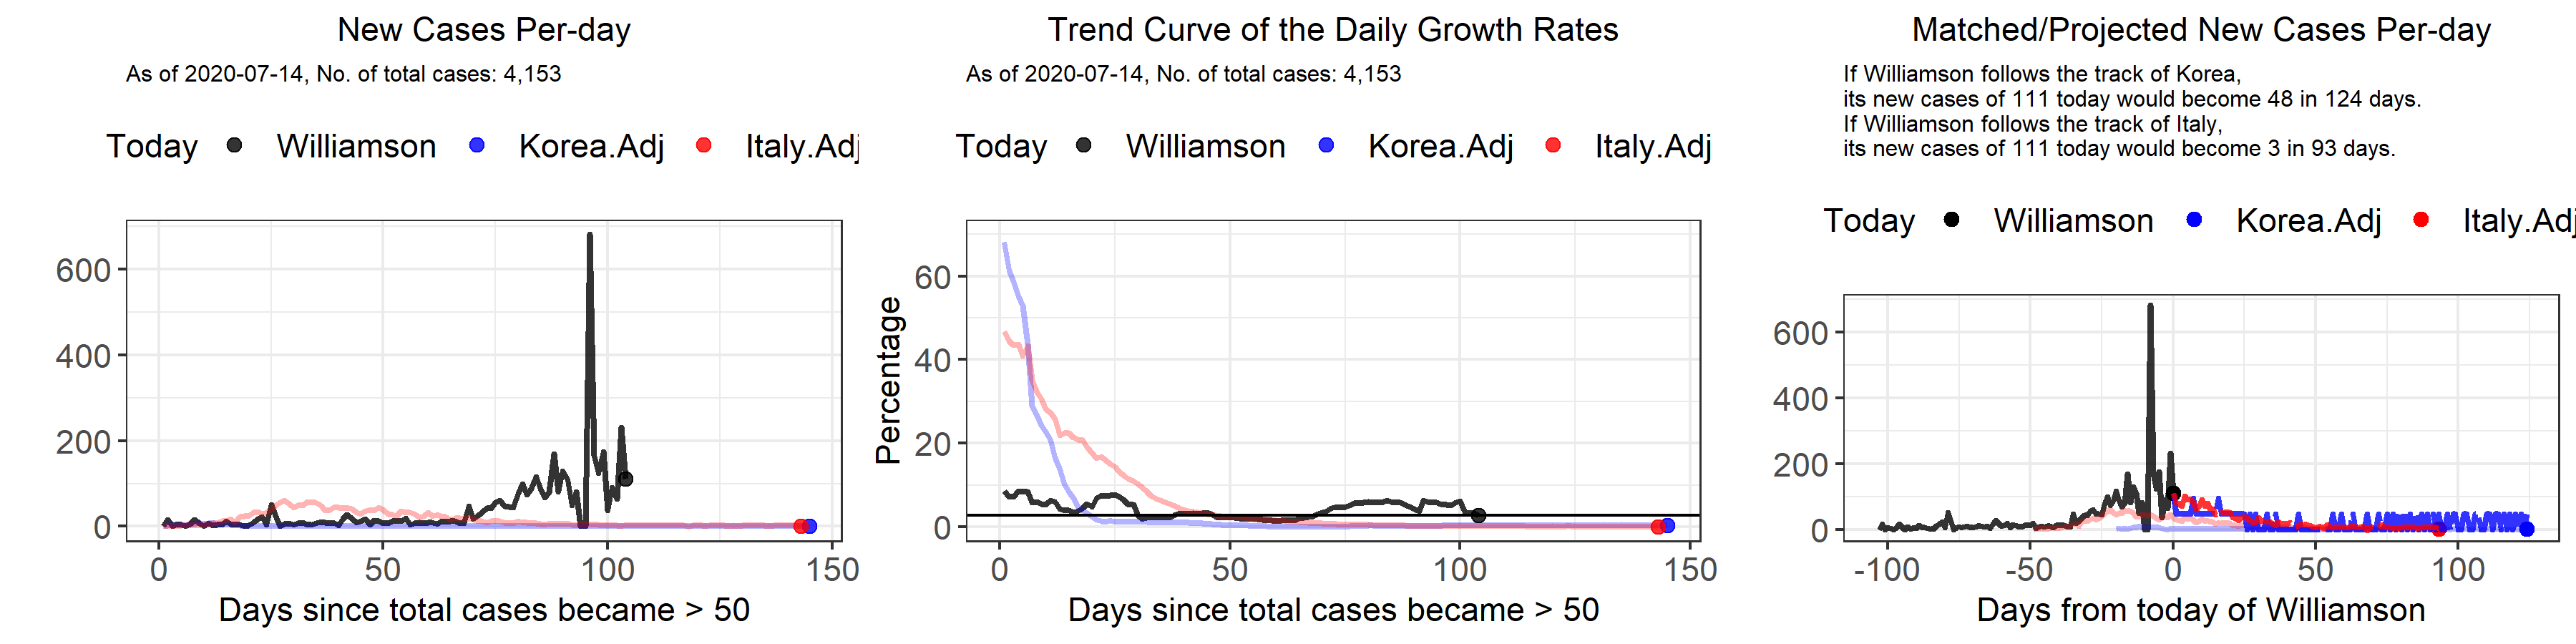 New Cases Per-day
As of 2020-07-14, No. of total cases: 4,153
Today Williamson Korea.Adj Italy.Adj
600
400
200
0
0 50 100 150
Days since total cases became > 50
Trend Curve of the Daily Growth Rates
As of 2020-07-14, No. of total cases: 4,153
Today Williamson Korea.Adj Italy.Adj
Percentage
60
40
20
0
0 50 100 150
Days since total cases became > 50
Matched/Projected New Cases Per-day
If Williamson follows the track of Korea,
its new cases of 111 today would become 48 in 124 days.
If Williamson follows the track of Italy,
its new cases of 111 today would become 3 in 93 days.
Today Williamson Korea.Adj Italy.Adj
600
400
200
0
-100 -50 0 50 100
Days from today of Williamson